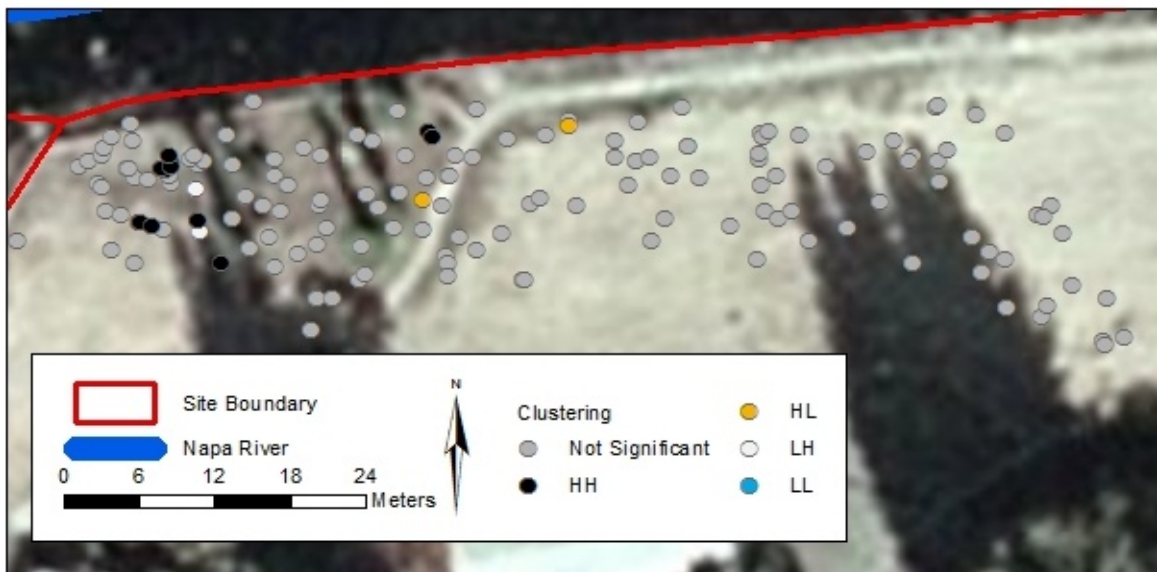 Site Boundary
Napa River
0 6 12 18 24
Meters
N
Clustering
Not Significant
HH
HL
LH
LL